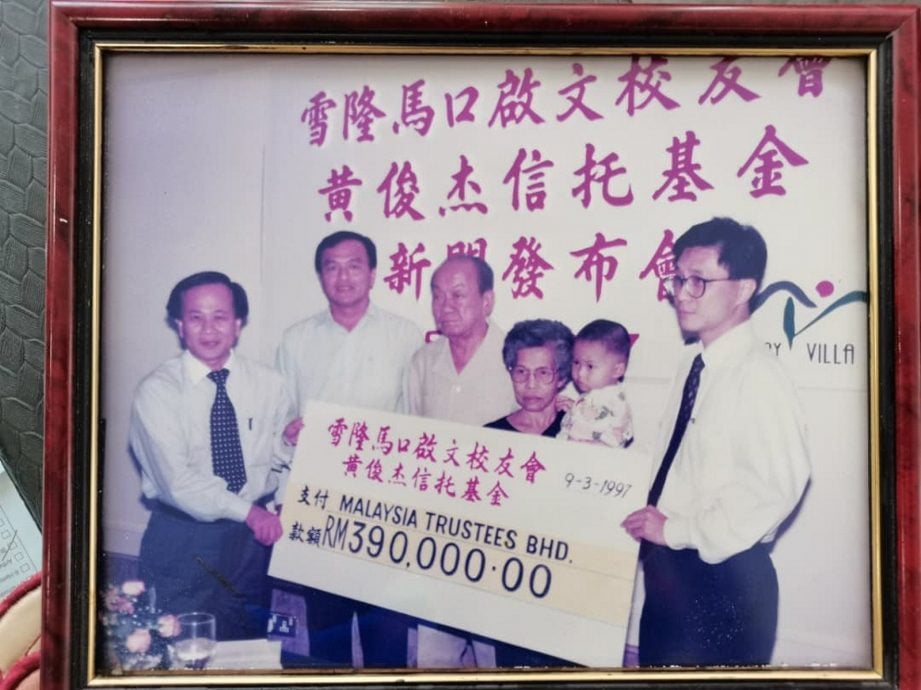 雪隆馬口啟文校友會
黃俊杰信托基金
新聞發布會
VILLA
雪隆馬口啟文校友會
黃俊杰信托基金
9-3-1997
支付 MALAYSIA TRUSTEES BHD.
款額 RM390,000.00